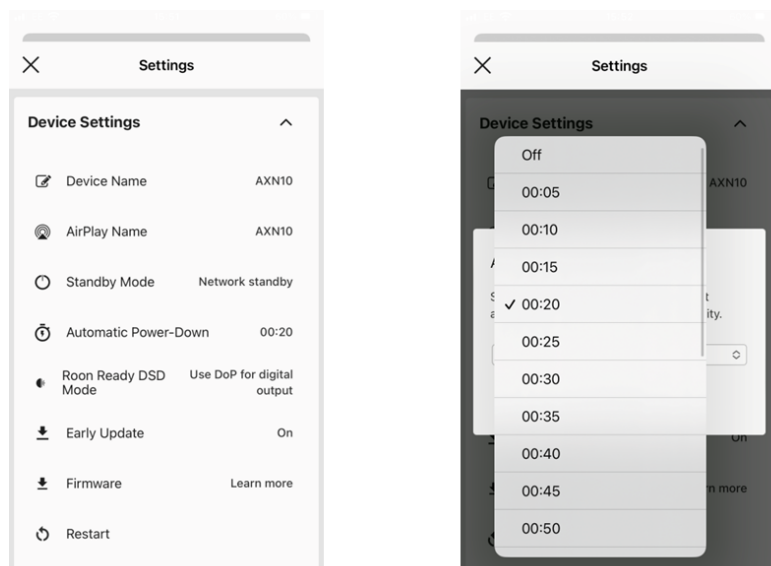 Settings
Device Settings
Device Name
AXN10
AirPlay Name
AXN10
Standby Mode
Network standby
Automatic Power-Down
00:20
Roon Ready DSD
Mode
Use DoP for digital
output
Early Update
On
Firmware
Learn more
Restart
Settings
Device Settings
AXN10
Off
00:05
00:10
00:15
00:20
00:25
00:30
00:35
00:40
00:45
00:50
ity.
On
n more